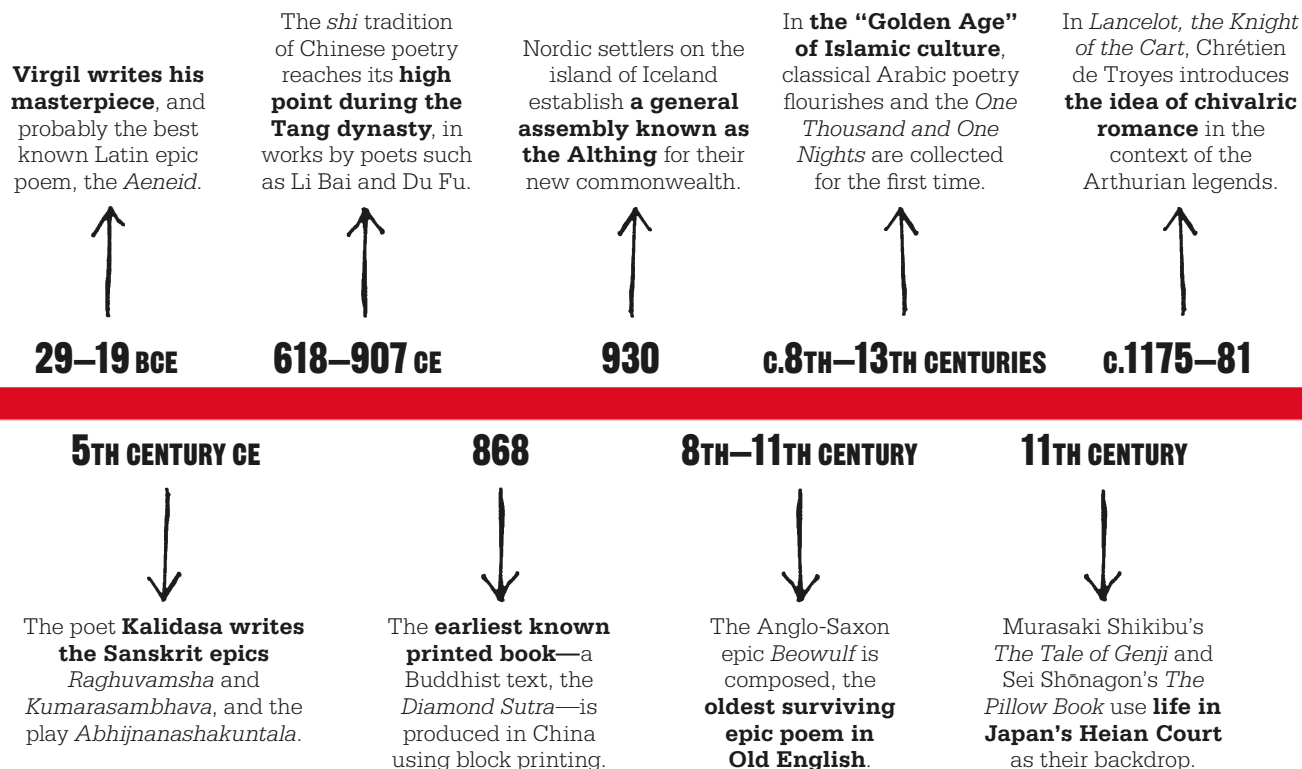 Virgil writes his
masterpiece, and
probably the best
known Latin epic
poem, the Aeneid.
29–19 BCE
The shi tradition
of Chinese poetry
reaches its high
point during the
Tang dynasty, in
works by poets such
as Li Bai and Du Fu.
618–907 CE
Nordic settlers on the
island of Iceland
establish a general
assembly known as
the Althing for their
new commonwealth.
930
In the “Golden Age”
of Islamic culture,
classical Arabic poetry
flourishes and the One
Thousand and One
Nights are collected
for the first time.
C.8TH–13TH CENTURIES
In Lancelot, the Knight
of the Cart, Chrétien
de Troyes introduces
the idea of chivalric
romance in the
context of the
Arthurian legends.
C.1175–81
5TH CENTURY CE
The poet Kalidasa writes
the Sanskrit epics
Raghuvamsha and
Kumarasambhava, and the
play Abhijnanashakuntala.
868
The earliest known
printed book—a
Buddhist text, the
Diamond Sutra—is
produced in China
using block printing.
8TH–11TH CENTURY
The Anglo-Saxon
epic Beowulf is
composed, the
oldest surviving
epic poem in
Old English.
11TH CENTURY
Murasaki Shikibu’s
The Tale of Genji and
Sei Shōnagon’s The
Pillow Book use life in
Japan’s Heian Court
as their backdrop.